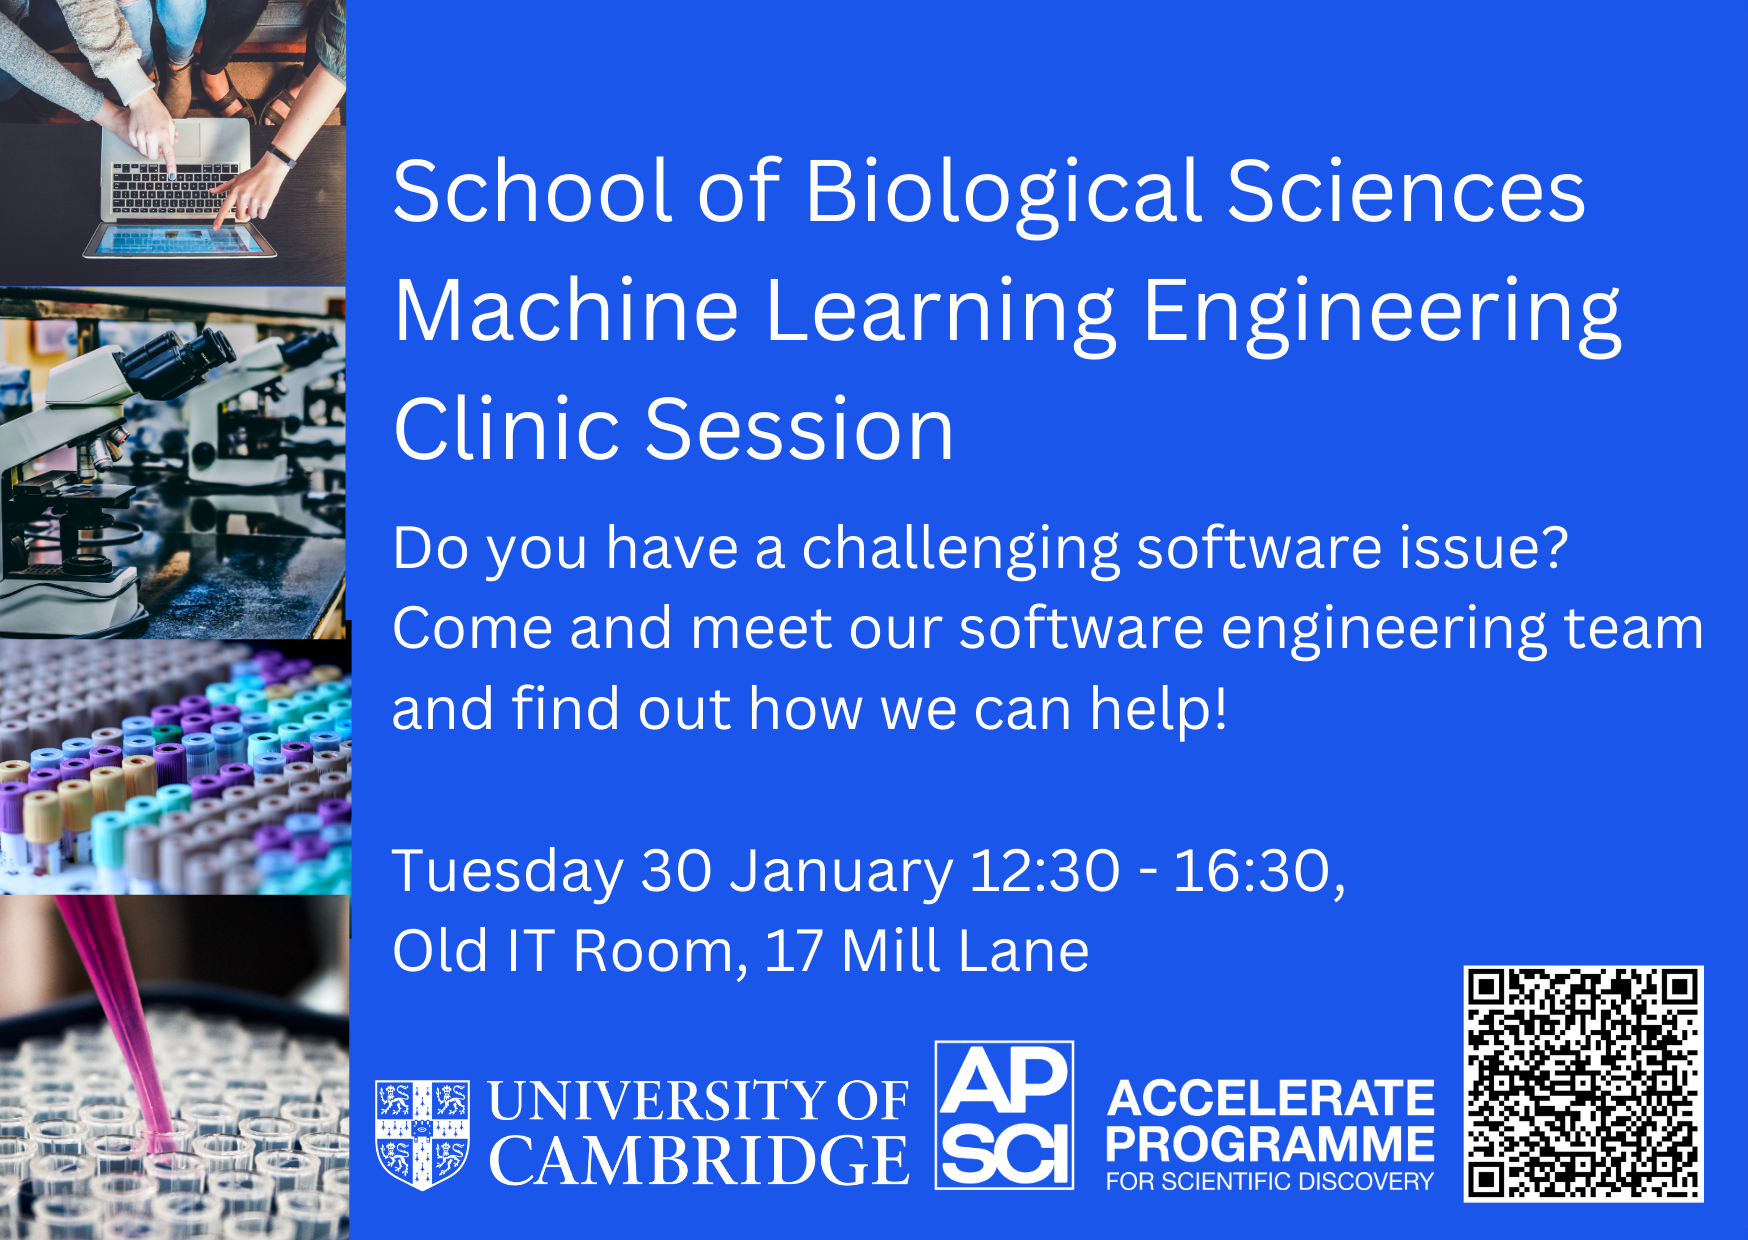 School of Biological Sciences
Machine Learning Engineering
Clinic Session
Do you have a challenging software issue?
Come and meet our software engineering team
and find out how we can help!
Tuesday 30 January 12:30 - 16:30,
Old IT Room, 17 Mill Lane
UNIVERSITY OF
CAMBRIDGE
AP
SCI
ACCELERATE
PROGRAMME
FOR SCIENTIFIC DISCOVERY